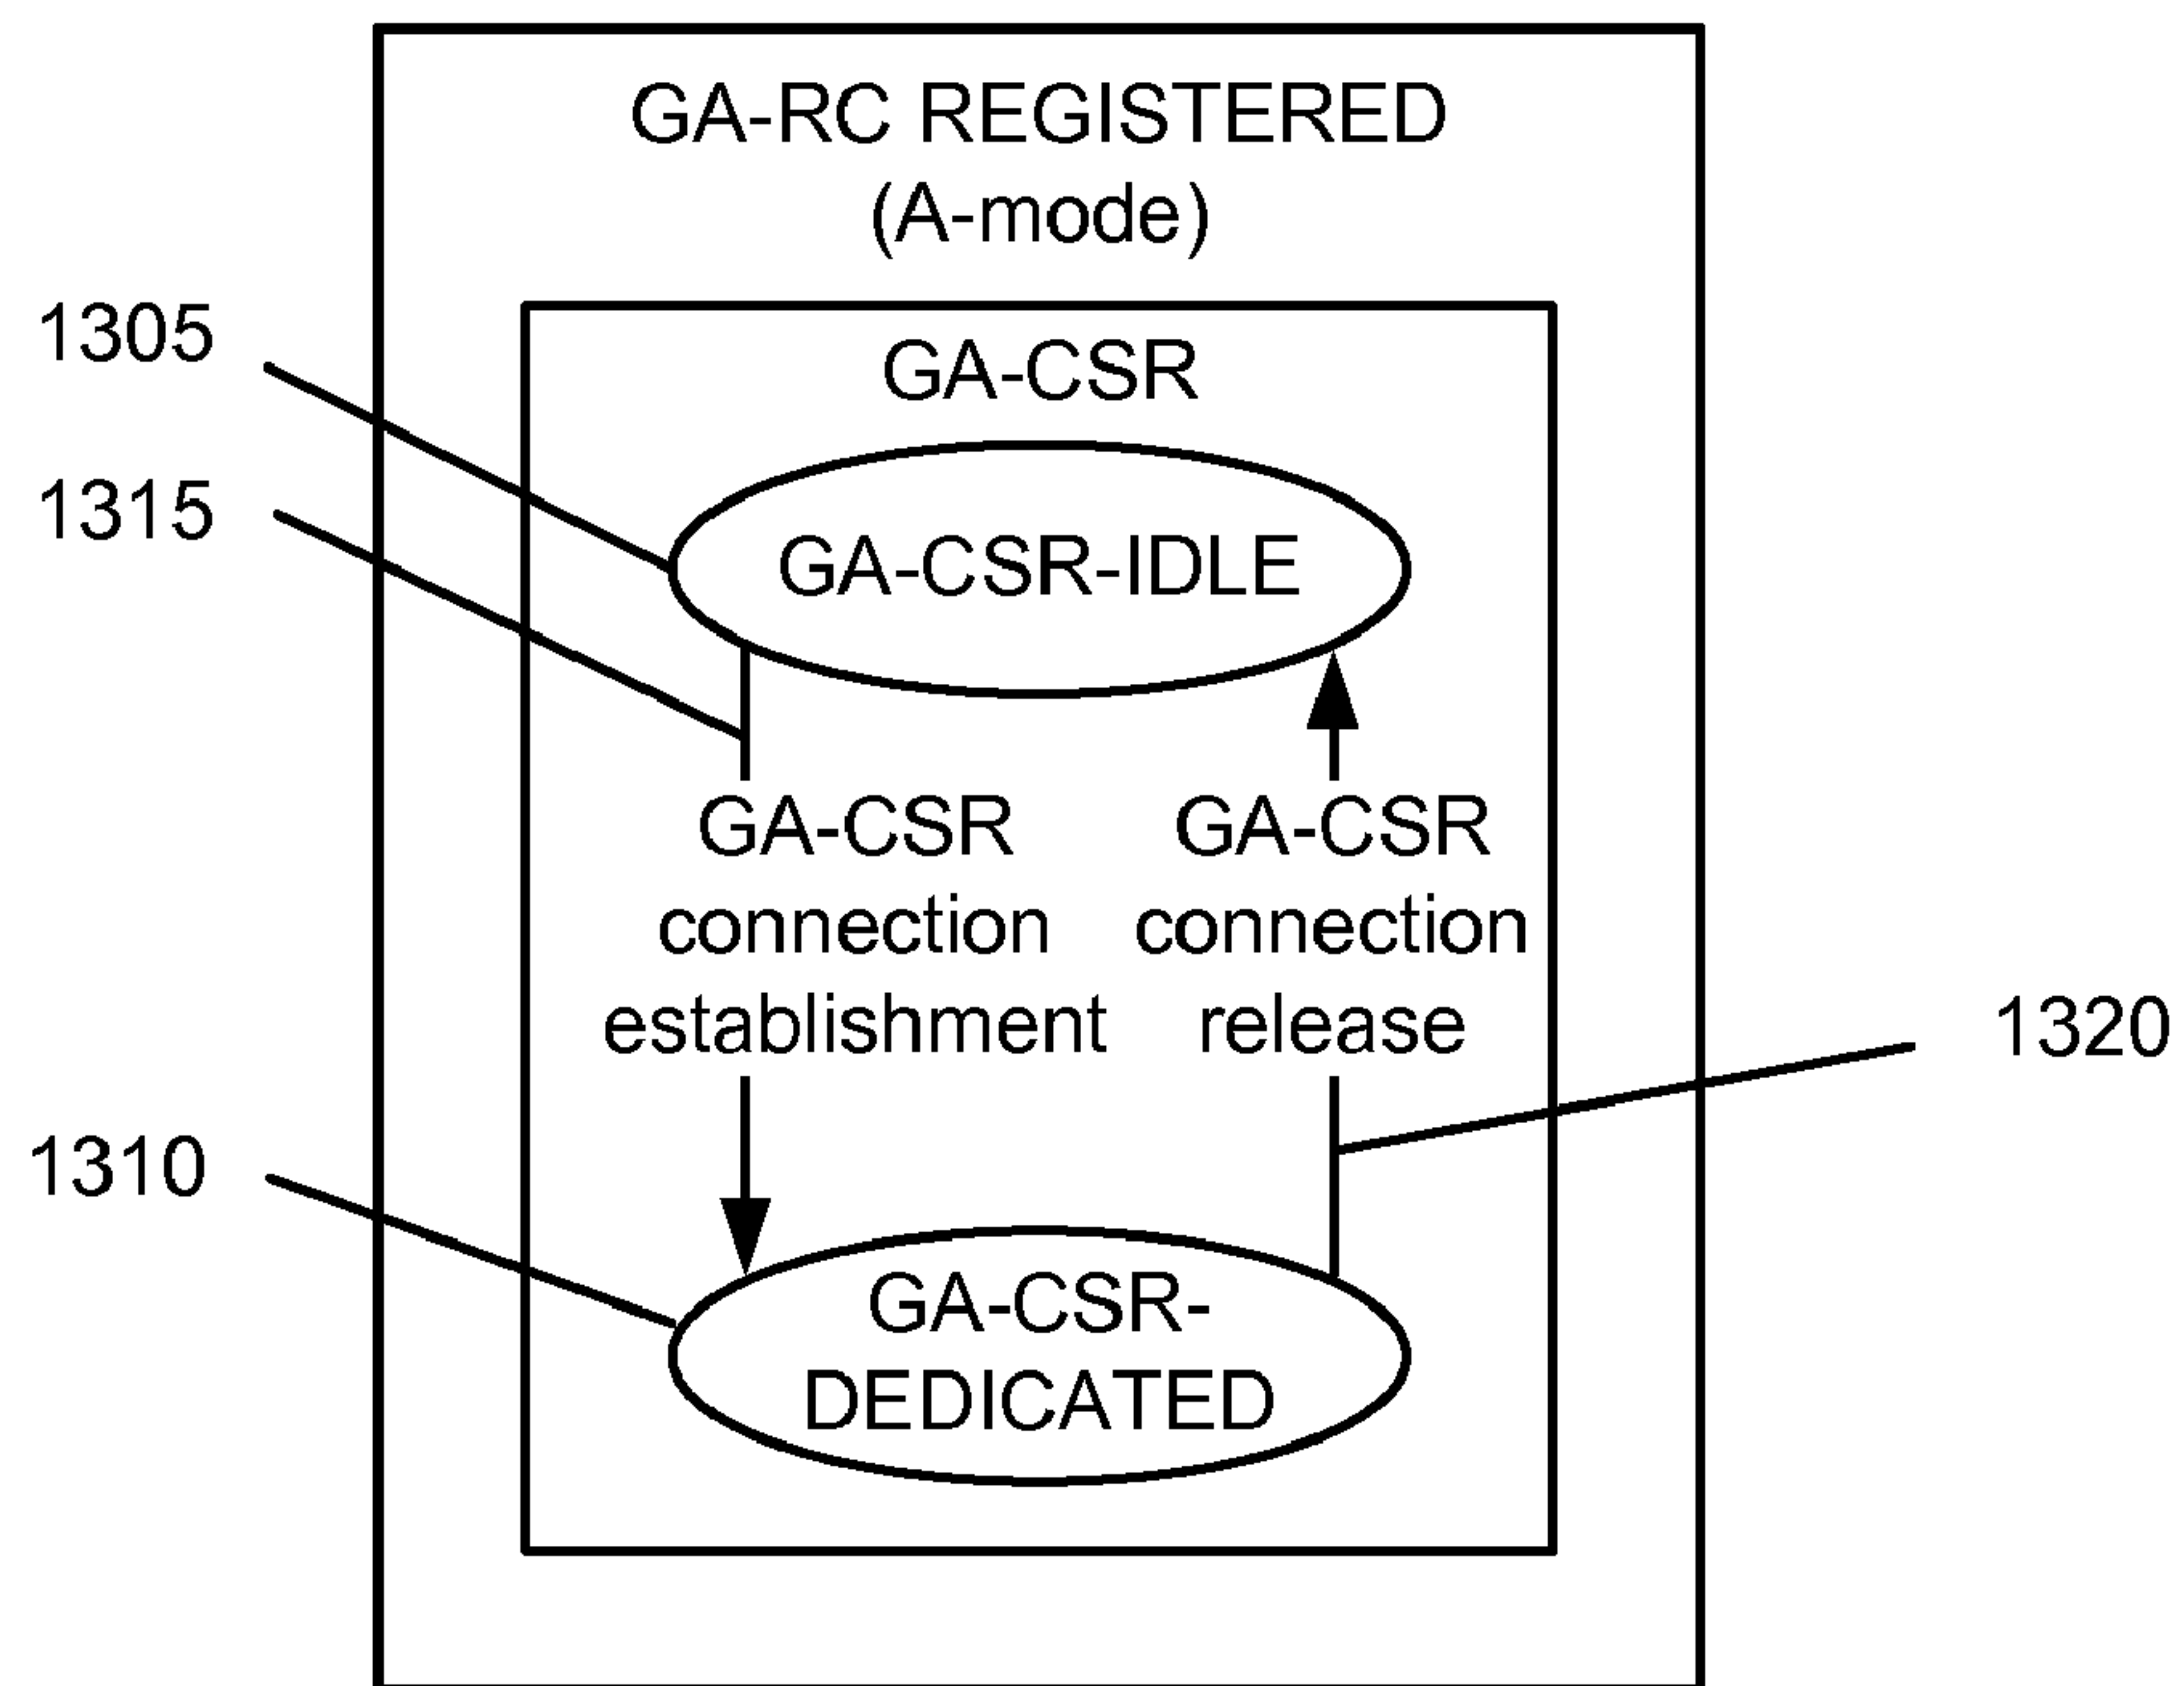 GA-RC REGISTERED
(A-mode)
1305
GA-CSR
1315
GA-CSR-IDLE
GA-CSR
connection
establishment
GA-CSR
connection
release
1320
1310
GA-CSR-
DEDICATED